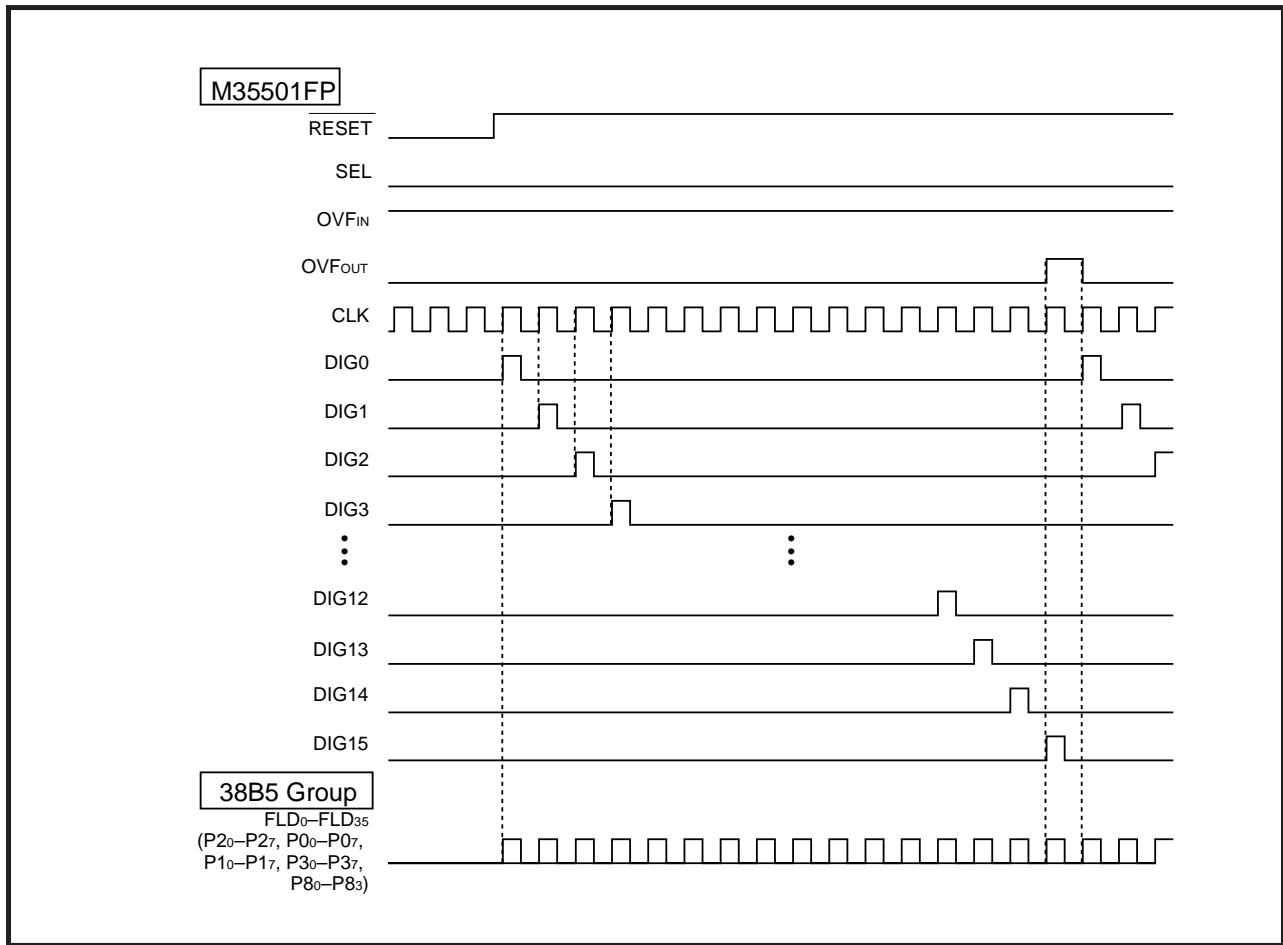 M35501FP
RESET
SEL
OVFIN
OVFOUT
CLK
DIG0
DIG1
DIG2
DIG3
DIG12
DIG13
DIG14
DIG15
38B5 Group
FLD0–FLD35
(P20–P27, P00–P07,
P10–P17, P30–P37,
P80–P83)